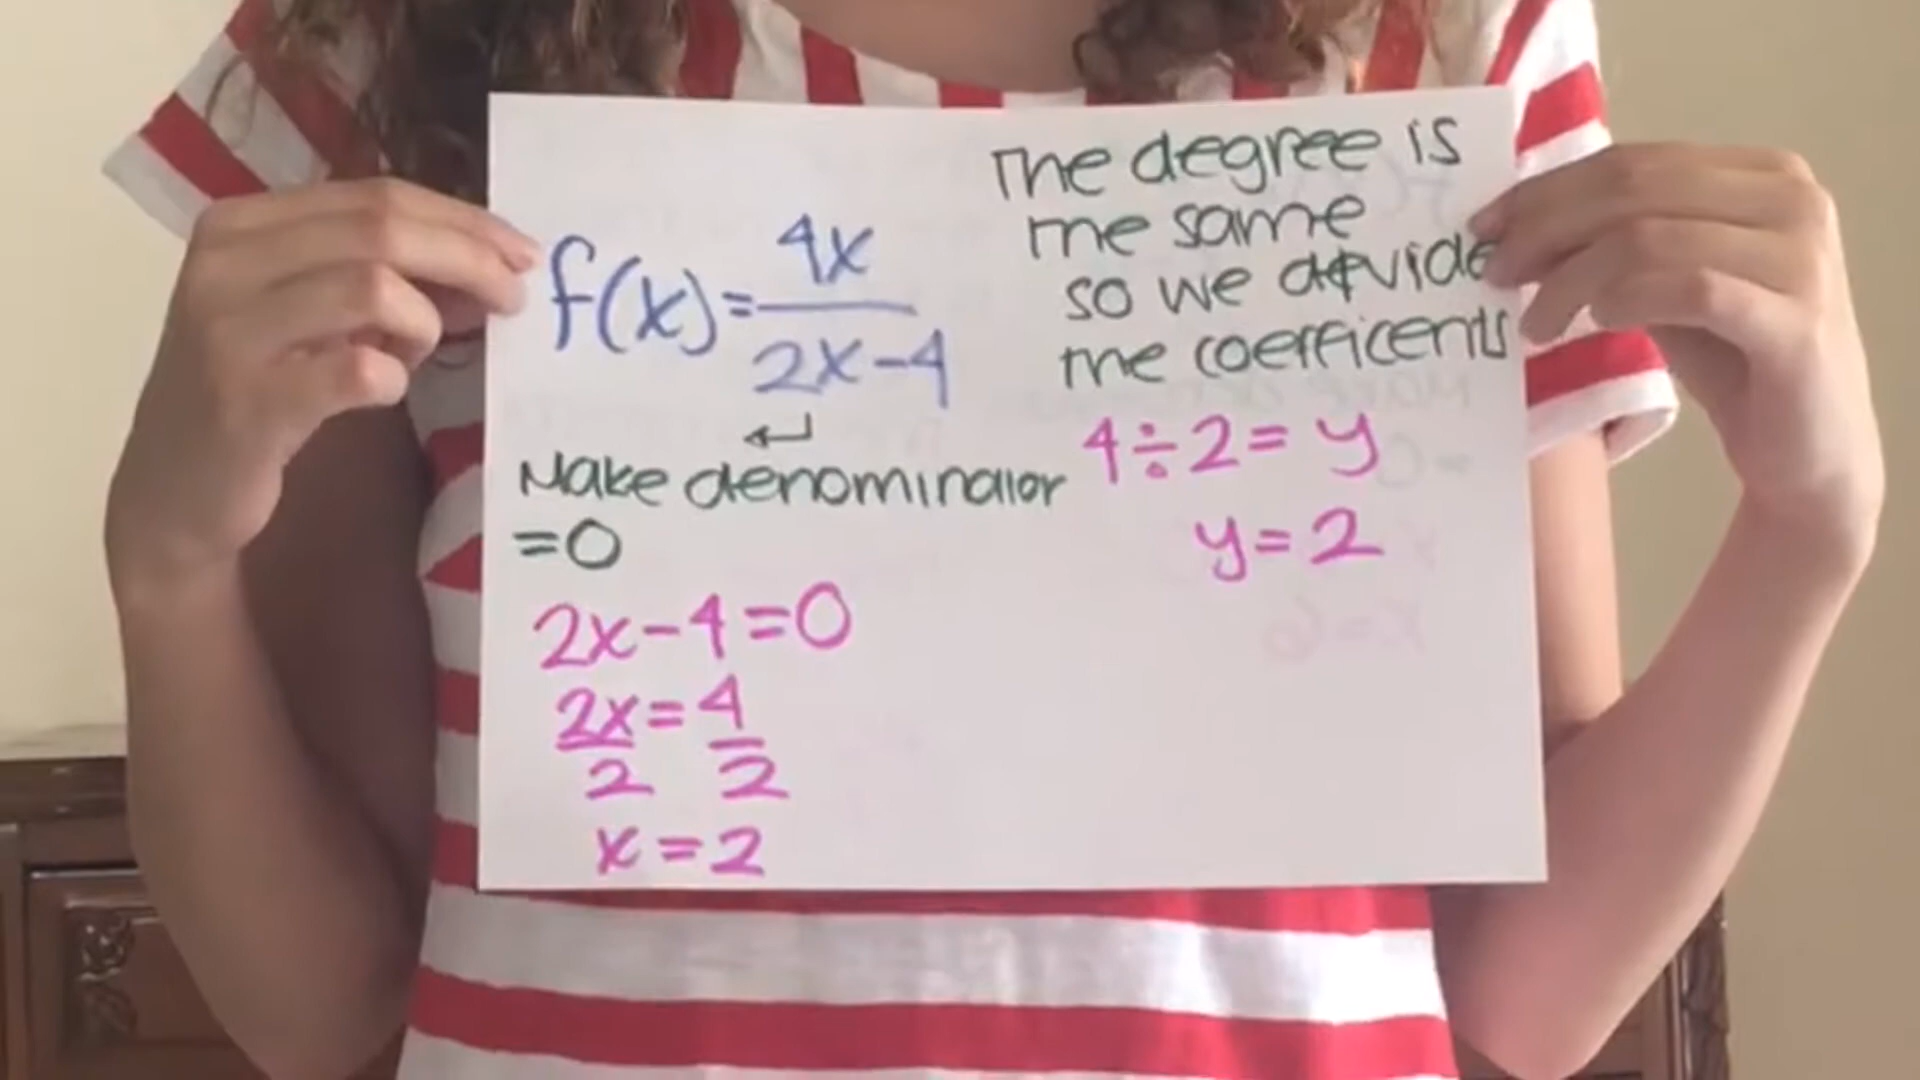 f(x)=4x/2x-4
Make denominator
=0
2x-4=0
2x=4
2 2
x=2
The degree is
the same
so we divide
the coefficents
4÷2=y
y=2